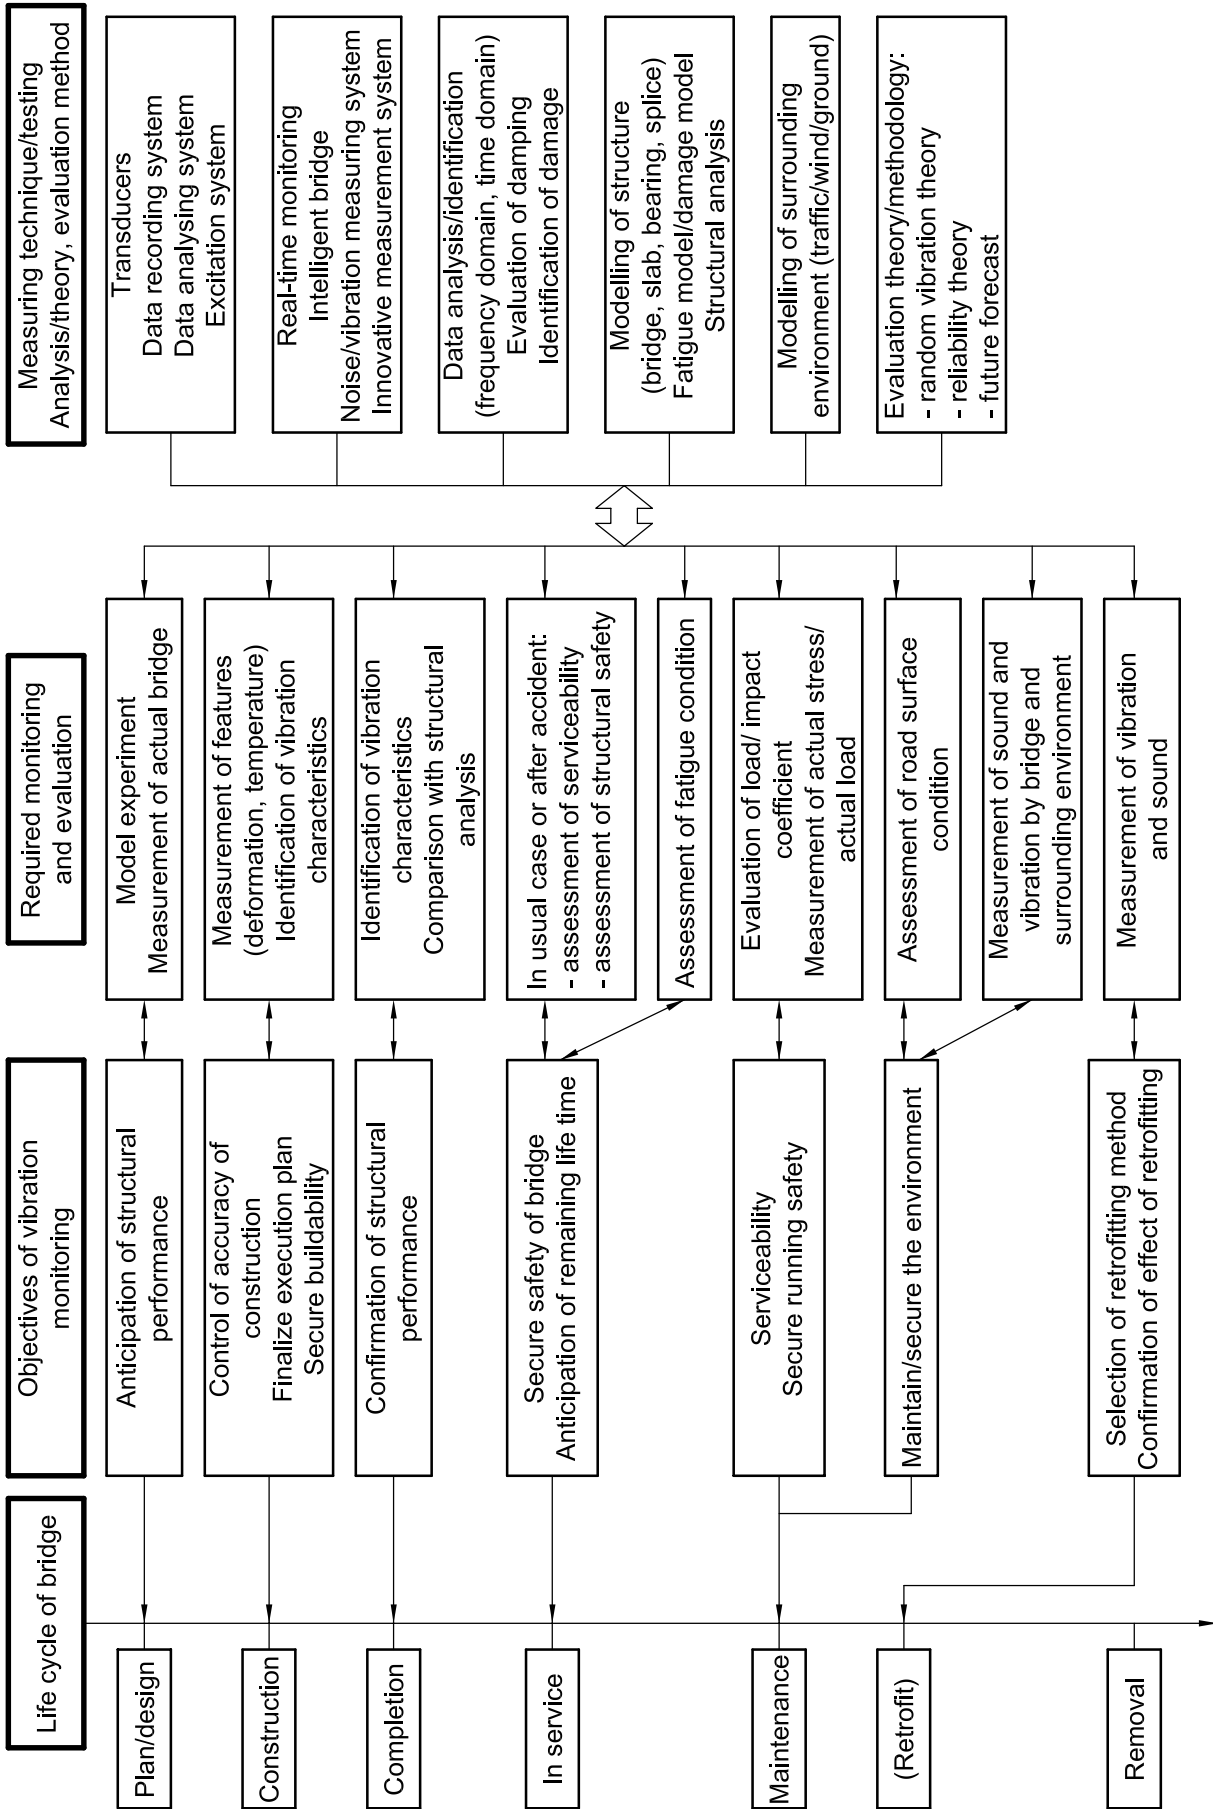 Life cycle of bridge
Objectives of vibration
monitoring
Required monitoring
and evaluation
Measuring technique/testing
Analysis/theory, evaluation method
Plan/design
Anticipation of structural
performance
Model experiment
Measurement of actual bridge
Construction
Control of accuracy of
construction
Finalize execution plan
Secure buildability
Measurement of features
(deformation, temperature)
Identification of vibration
characteristics
Completion
Confirmation of structural
performance
Identification of vibration
characteristics
Comparison with structural
analysis
In service
Secure safety of bridge
Anticipation of remaining life time
In usual case or after accident:
- assessment of serviceability
- assessment of structural safety
Assessment of fatigue condition
Maintenance
Serviceability
Secure running safety
Evaluation of load/ impact
coefficient
Measurement of actual stress/
actual load
(Retrofit)
Maintain/secure the environment
Assessment of road surface
condition
Measurement of sound and
vibration by bridge and
surrounding environment
Removal
Selection of retrofitting method
Confirmation of effect of retrofitting
Measurement of vibration
and sound
Transducers
Data recording system
Data analysing system
Excitation system
Real-time monitoring
Intelligent bridge
Noise/vibration measuring system
Innovative measurement system
Data analysis/identification
(frequency domain, time domain)
Evaluation of damping
Identification of damage
Modelling of structure
(bridge, slab, bearing, splice)
Fatigue model/damage model
Structural analysis
Modelling of surrounding
environment (traffic/wind/ground)
Evaluation theory/methodology:
- random vibration theory
- reliability theory
- future forecast